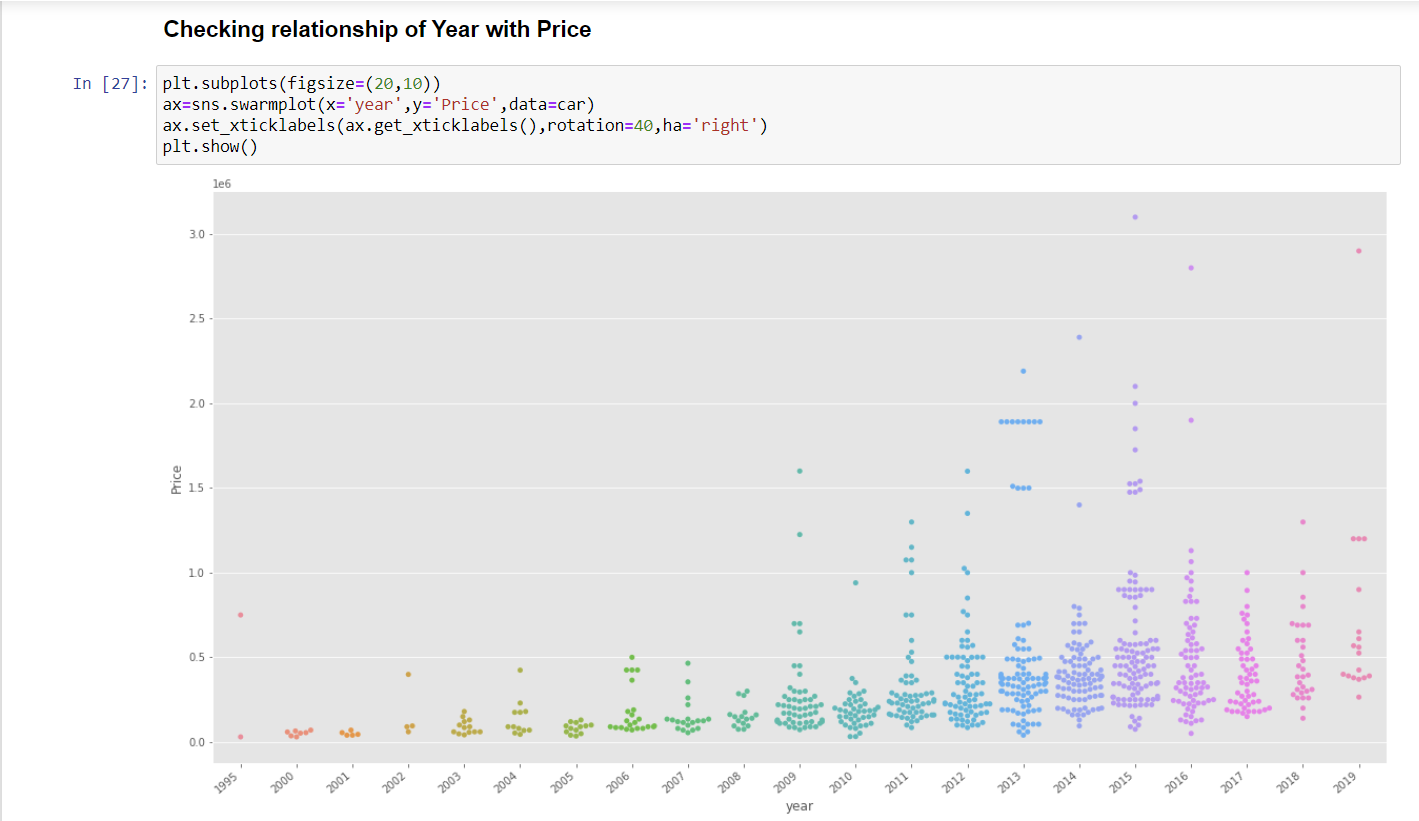 Checking relationship of Year with Price
In [27]:
plt.subplots(figsize=(20,10))
ax=sns.swarmplot(x='year',y='Price',data=car)
ax.set_xticklabels(ax.get_xticklabels(),rotation=40,ha='right')
plt.show()
1e6
3.0
2.5
2.0
1.5
1.0
0.5
0.0
Price
1995 2000 2001 2002 2003 2004 2005 2006 2007 2008 2009 2010 2011 2012 2013 2014 2015 2016 2017 2018 2019
year